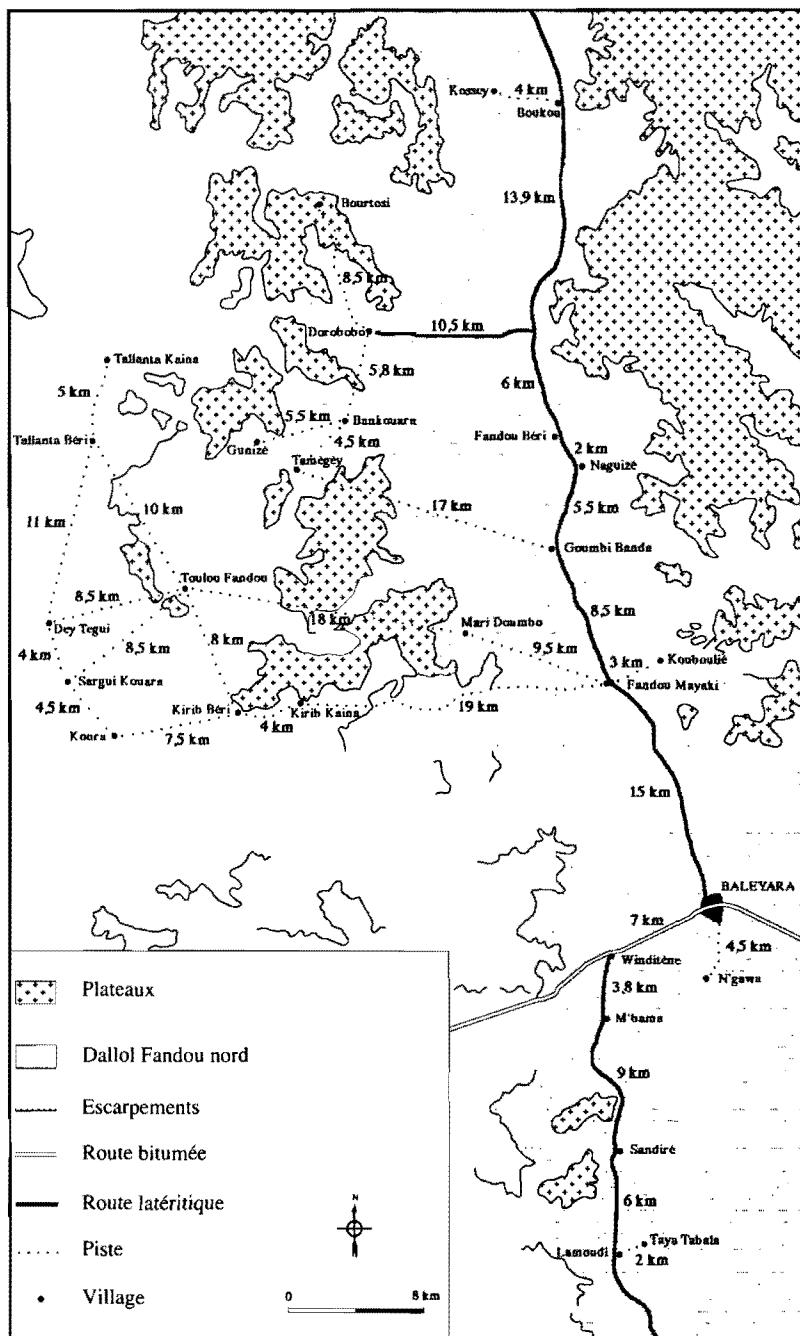 Kossey 4 km
Boukou
13,9 km
Bourtosi
8,5 km
10,5 km
Tallanta Kaina
5,8 km
6 km
5 km
5,5 km
Bankouara
Fandou Béri
Tallanta Béri
Gunizé
4,5 km
2 km
Tamègéy
Naguizé
17 km
5,5 km
11 km
10 km
Goumbi Banda
Toulou Fandou
8,5 km
8,5 km
18 km
Dey Tegui
Mari Doumbo
4 km
8,5 km
8 km
9,5 km
3 km
Kouboulié
Sargui Kouara
Fandou Mayaki
4,5 km
Kirib Béri
Kirib Kaina
19 km
4 km
Koura
7,5 km
15 km
BALEYARA
7 km
4,5 km
Winditène
N'gawa
3,8 km
M'bama
9 km
Sandiré
6 km
Taya Tabala
Lamoudi
2 km
Plateaux
Dallol Fandou nord
Escarpements
Route bitumée
Route latéritique
Piste
Village
N
0 8 km